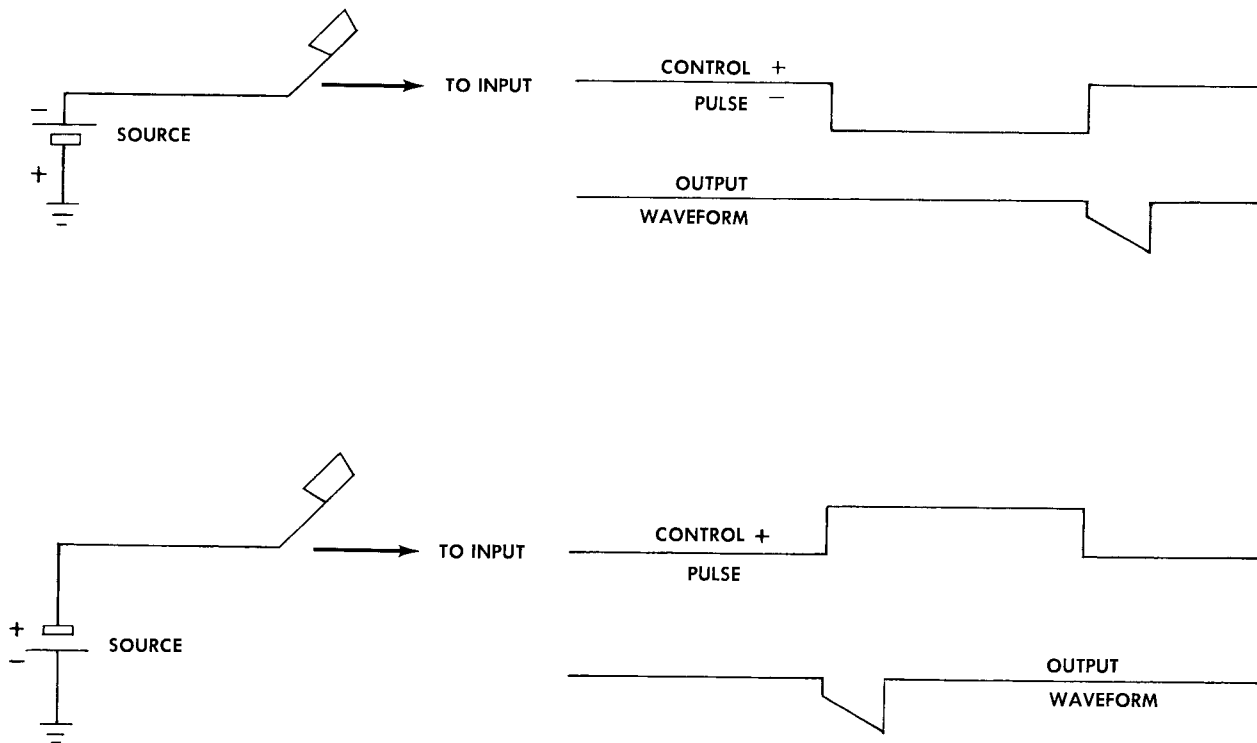 CONTROL +
TO INPUT
PULSE −
−
SOURCE
+
OUTPUT
WAVEFORM
CONTROL +
TO INPUT
PULSE
+
SOURCE
−
OUTPUT
WAVEFORM